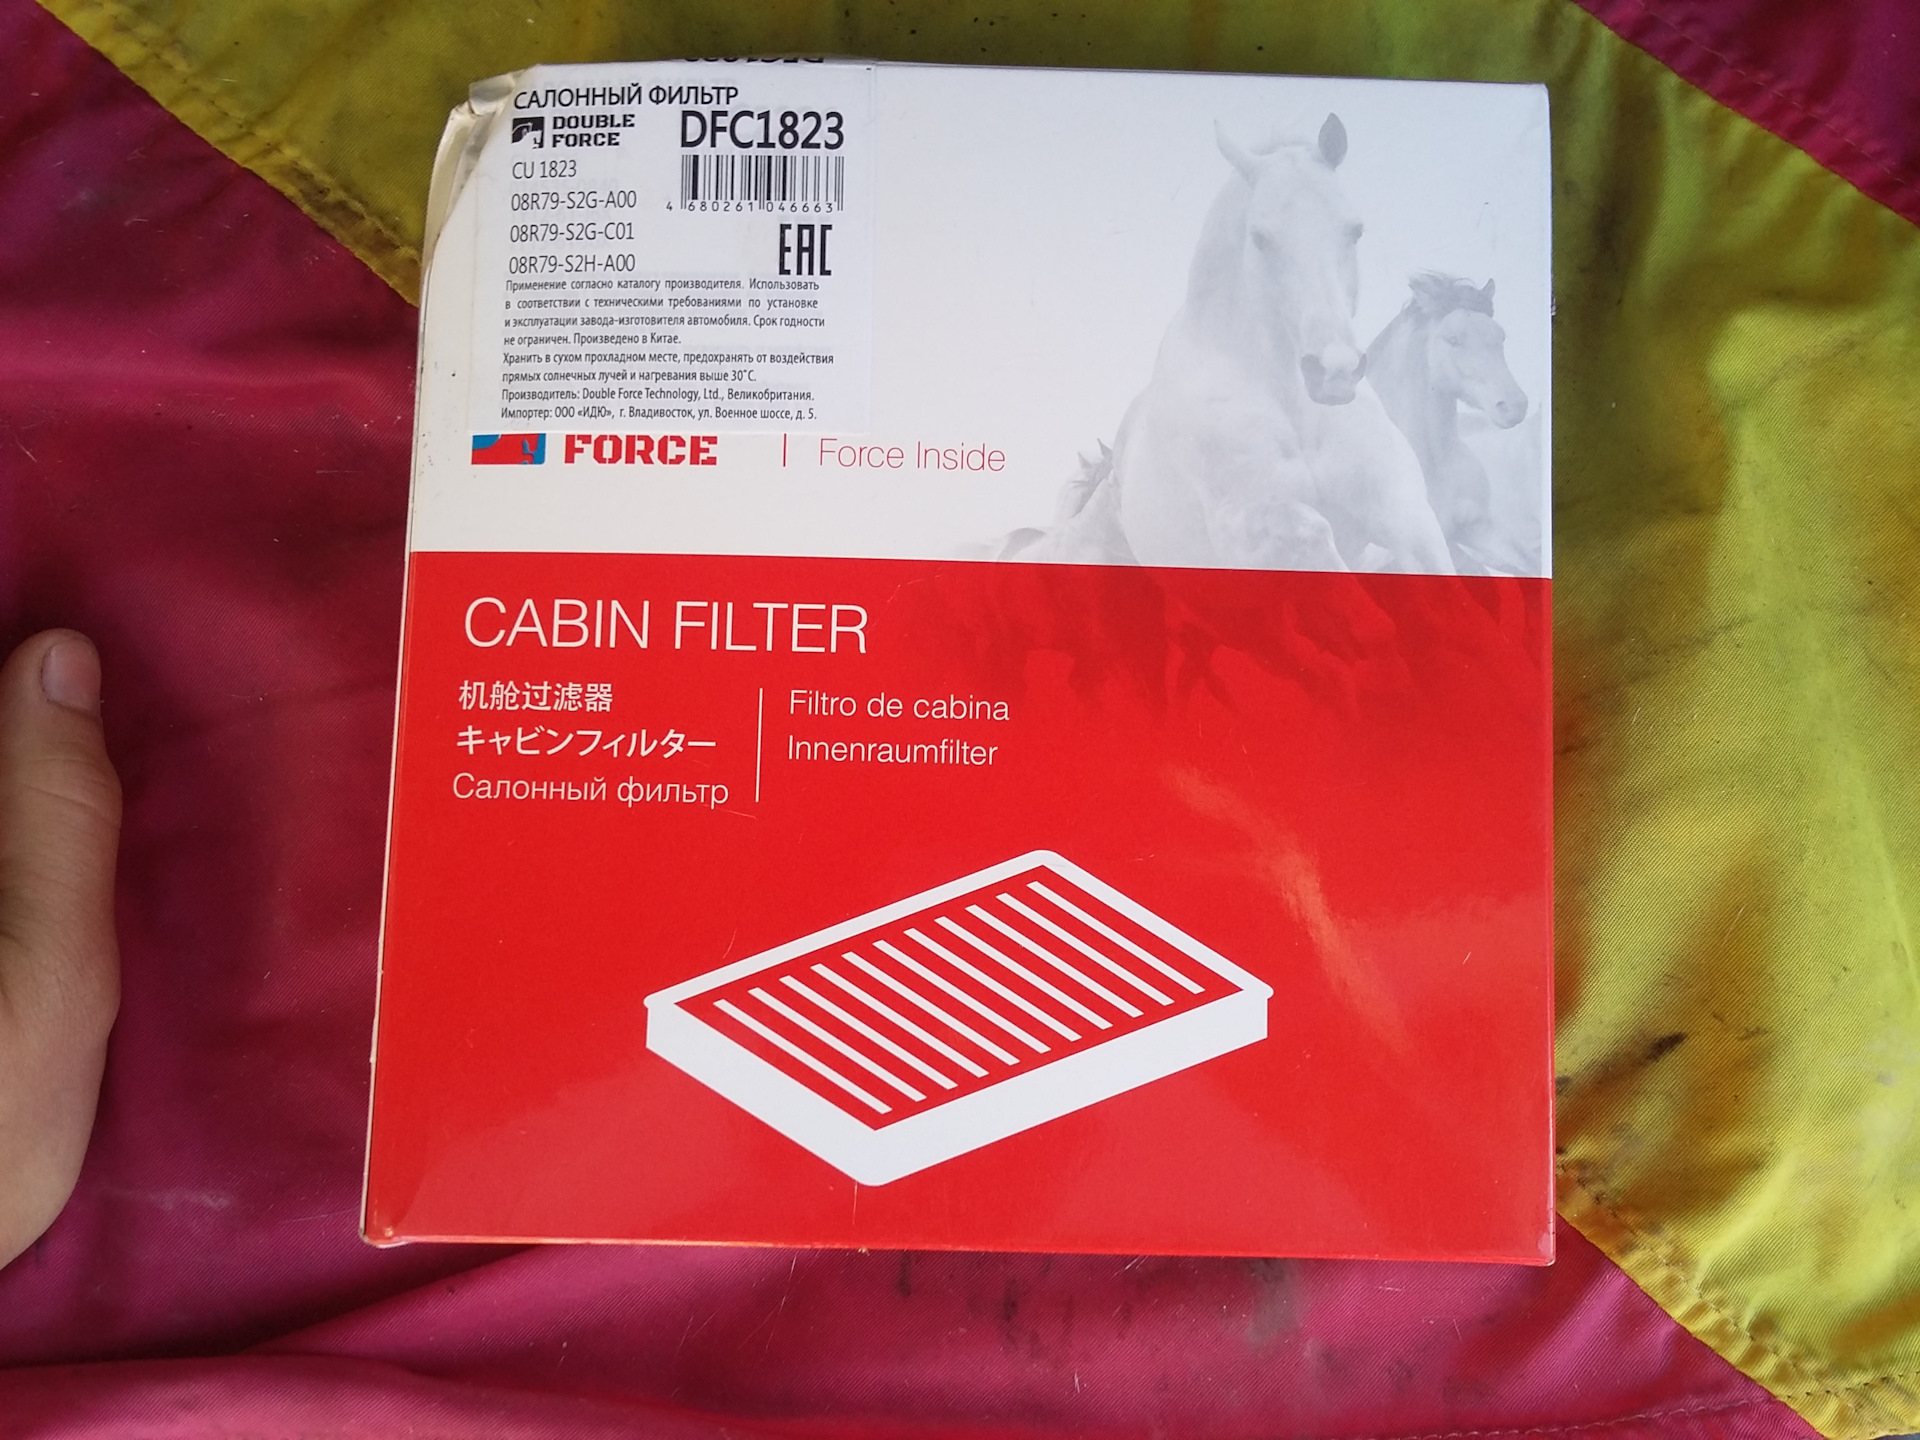 САЛОННЫЙ ФИЛЬТР
DOUBLE FORCE
DFC1823
CU 1823
08R79-S2G-A00
08R79-S2G-C01
08R79-S2H-A00
4 680261 046663
EAC
Применение согласно каталогу производителя. Использовать
в соответствии с техническими требованиями по установке
и эксплуатации завода-изготовителя автомобиля. Срок годности
не ограничен. Произведено в Китае.
Хранить в сухом прохладном месте, предохранять от воздействия
прямых солнечных лучей и нагревания выше 30°С.
Производитель: Double Force Technology, Ltd., Великобритания.
Импортер: ООО «ИДЮ», г. Владивосток, ул. Военное шоссе, д. 5.
FORCE | Force Inside
CABIN FILTER
机舱过滤器
キャビンフィルター
Салонный фильтр
Filtro de cabina
Innenraumfilter